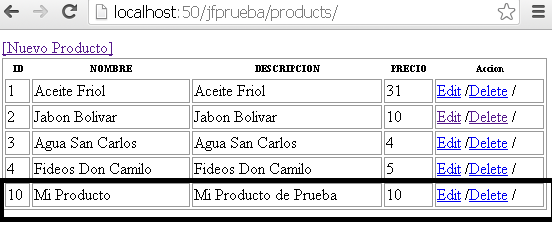 localhost:50/jfprueba/products/
[Nuevo Producto]
ID NOMBRE DESCRIPCION PRECIO Accion
1 Aceite Friol Aceite Friol 31 Edit /Delete /
2 Jabon Bolivar Jabon Bolivar 10 Edit /Delete /
3 Agua San Carlos Agua San Carlos 4 Edit /Delete /
4 Fideos Don Camilo Fideos Don Camilo 5 Edit /Delete /
10 Mi Producto Mi Producto de Prueba 10 Edit /Delete /